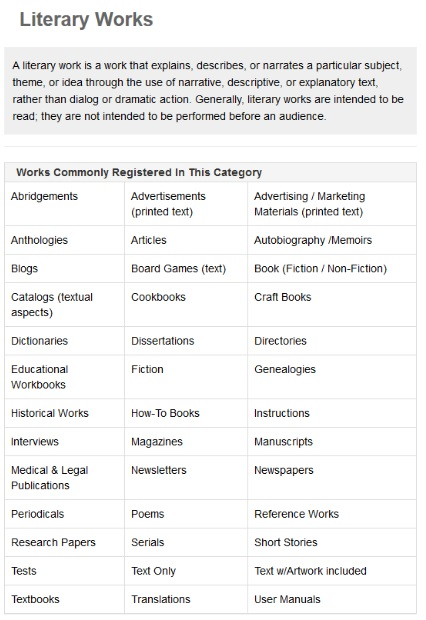 Literary Works
A literary work is a work that explains, describes, or narrates a particular subject,
theme, or idea through the use of narrative, descriptive, or explanatory text,
rather than dialog or dramatic action. Generally, literary works are intended to be
read; they are not intended to be performed before an audience.
Works Commonly Registered In This Category
Abridgements Advertisements (printed text) Advertising / Marketing Materials (printed text)
Anthologies Articles Autobiography /Memoirs
Blogs Board Games (text) Book (Fiction / Non-Fiction)
Catalogs (textual aspects) Cookbooks Craft Books
Dictionaries Dissertations Directories
Educational Workbooks Fiction Genealogies
Historical Works How-To Books Instructions
Interviews Magazines Manuscripts
Medical & Legal Publications Newsletters Newspapers
Periodicals Poems Reference Works
Research Papers Serials Short Stories
Tests Text Only Text w/Artwork included
Textbooks Translations User Manuals